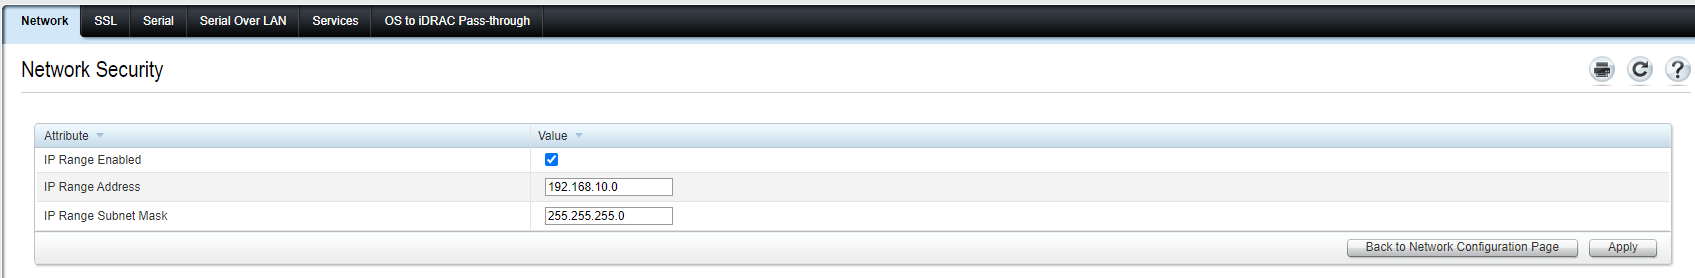 Network SSL Serial Serial Over LAN Services OS to iDRAC Pass-through
Network Security
Attribute Value
IP Range Enabled
IP Range Address 192.168.10.0
IP Range Subnet Mask 255.255.255.0
Back to Network Configuration Page Apply